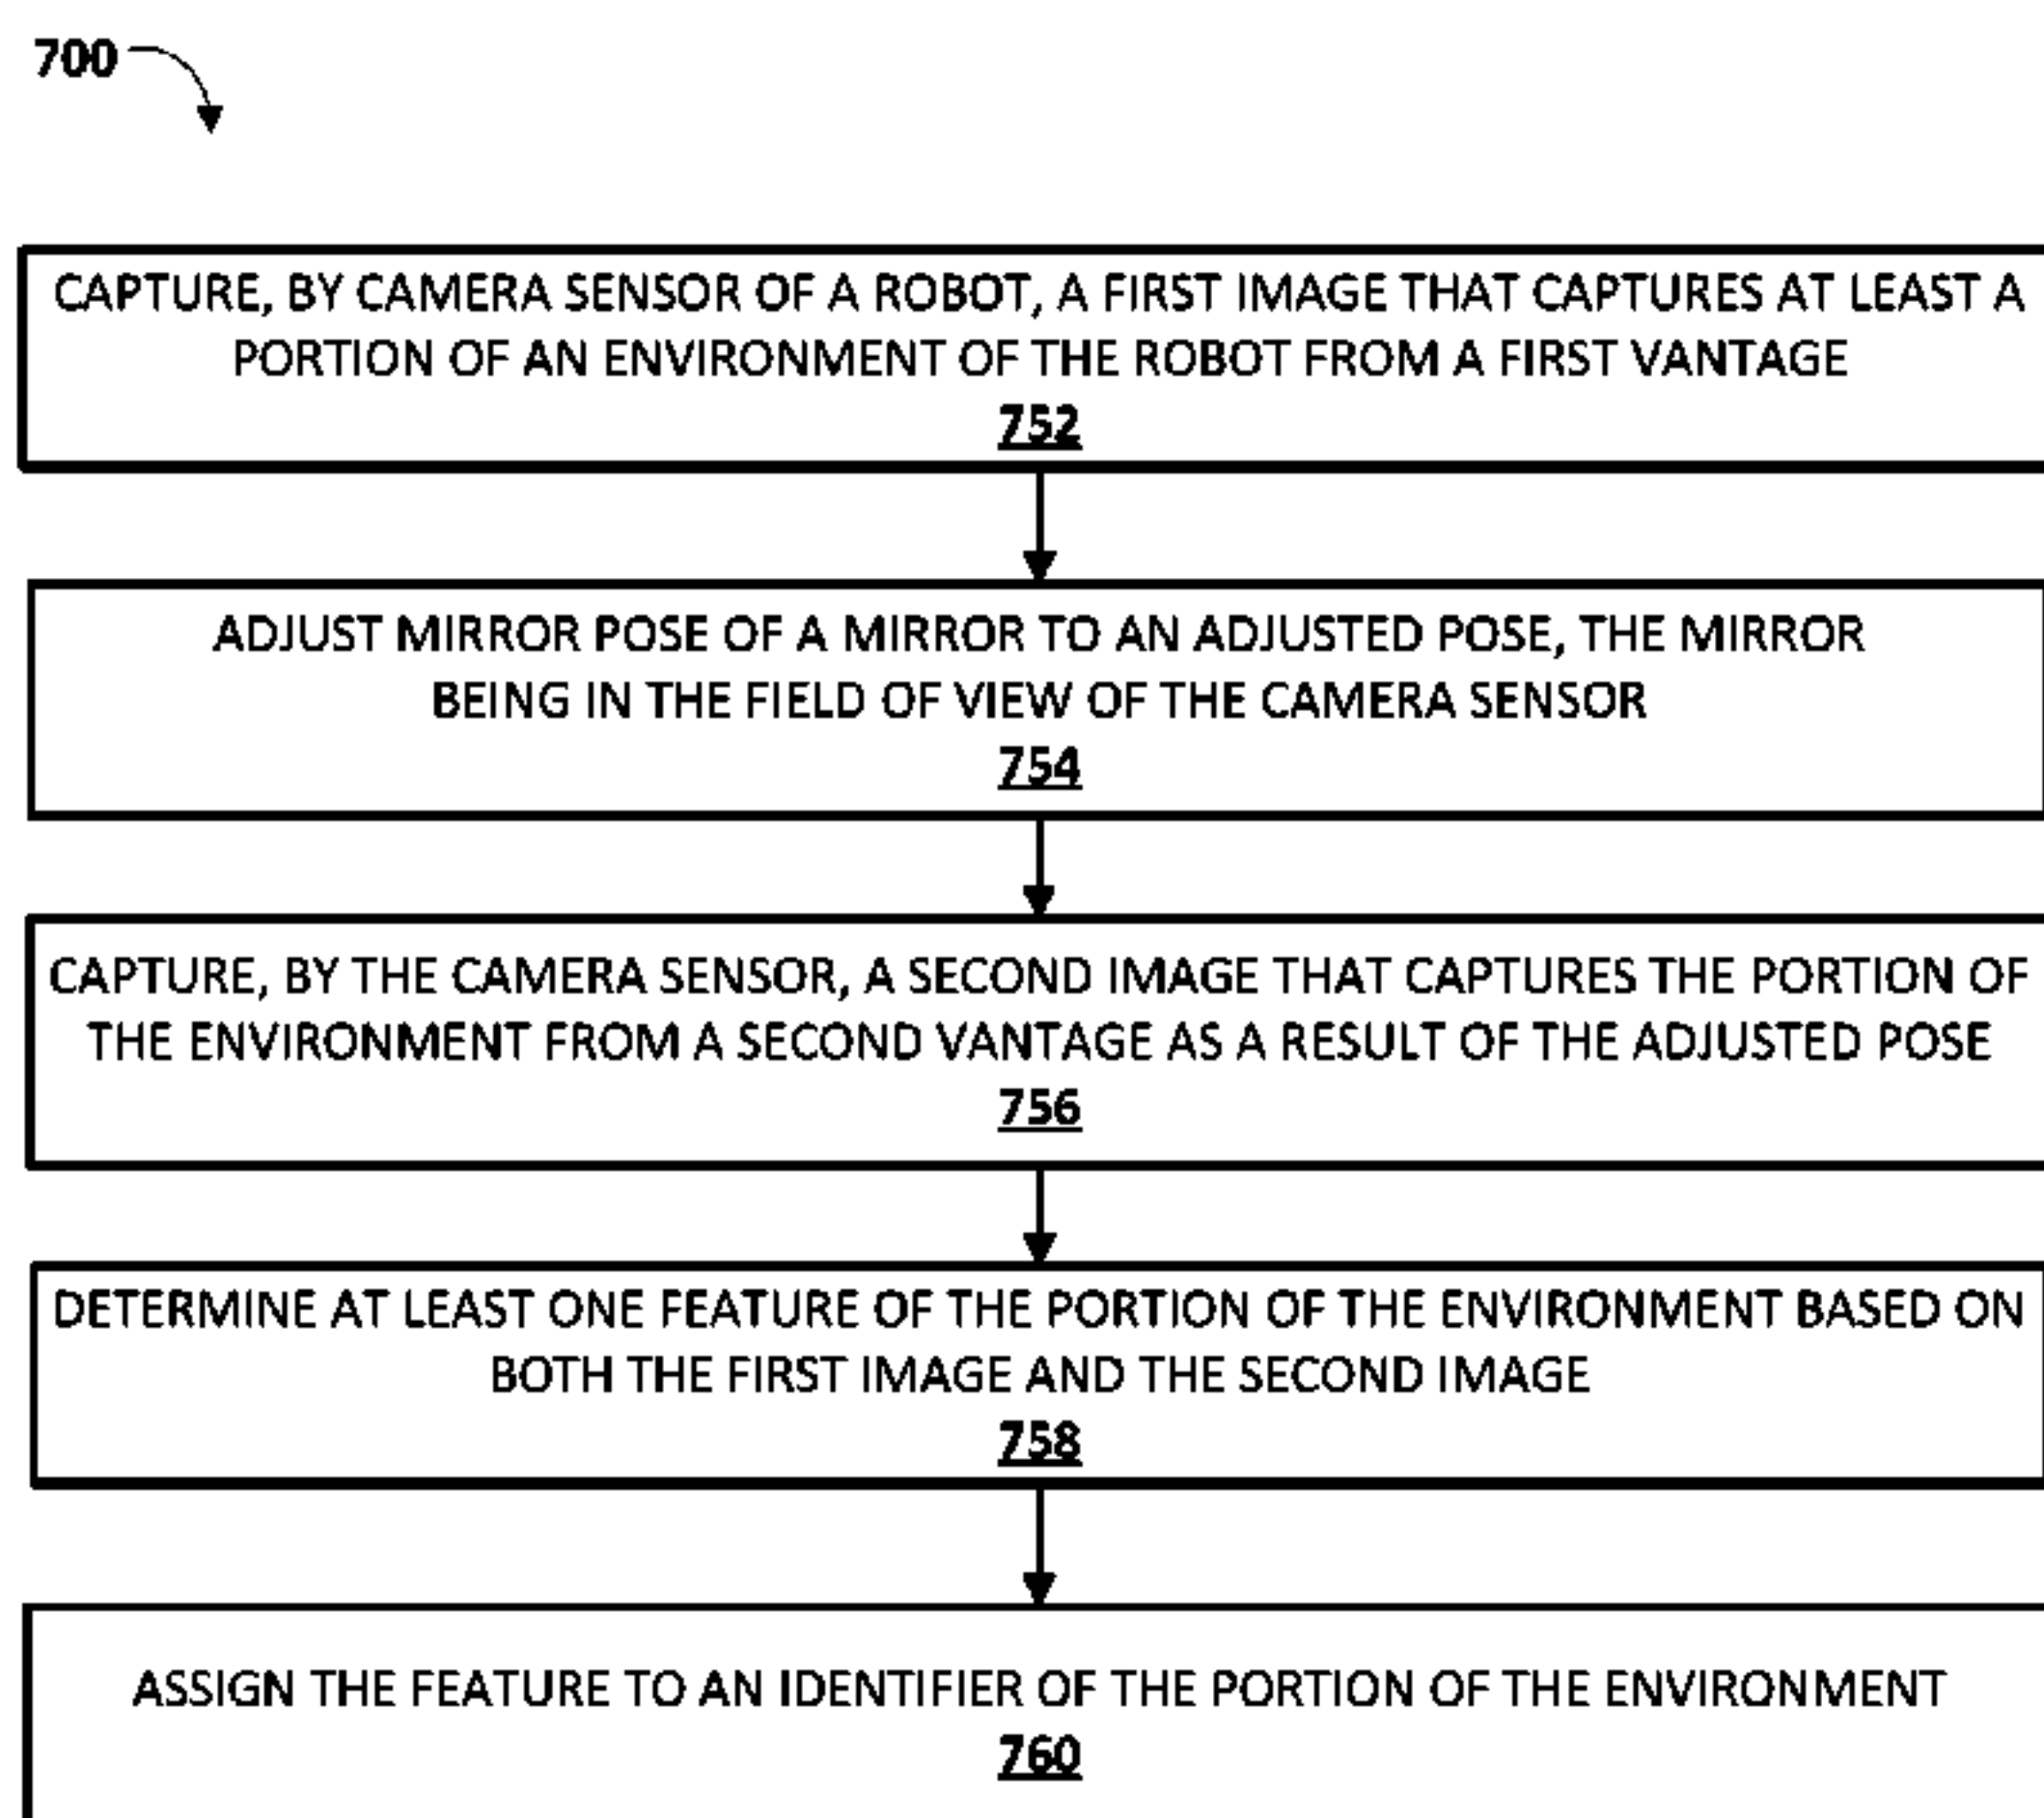 700
CAPTURE, BY CAMERA SENSOR OF A ROBOT, A FIRST IMAGE THAT CAPTURES AT LEAST A
PORTION OF AN ENVIRONMENT OF THE ROBOT FROM A FIRST VANTAGE
752
ADJUST MIRROR POSE OF A MIRROR TO AN ADJUSTED POSE, THE MIRROR
BEING IN THE FIELD OF VIEW OF THE CAMERA SENSOR
754
CAPTURE, BY THE CAMERA SENSOR, A SECOND IMAGE THAT CAPTURES THE PORTION OF
THE ENVIRONMENT FROM A SECOND VANTAGE AS A RESULT OF THE ADJUSTED POSE
756
DETERMINE AT LEAST ONE FEATURE OF THE PORTION OF THE ENVIRONMENT BASED ON
BOTH THE FIRST IMAGE AND THE SECOND IMAGE
758
ASSIGN THE FEATURE TO AN IDENTIFIER OF THE PORTION OF THE ENVIRONMENT
760